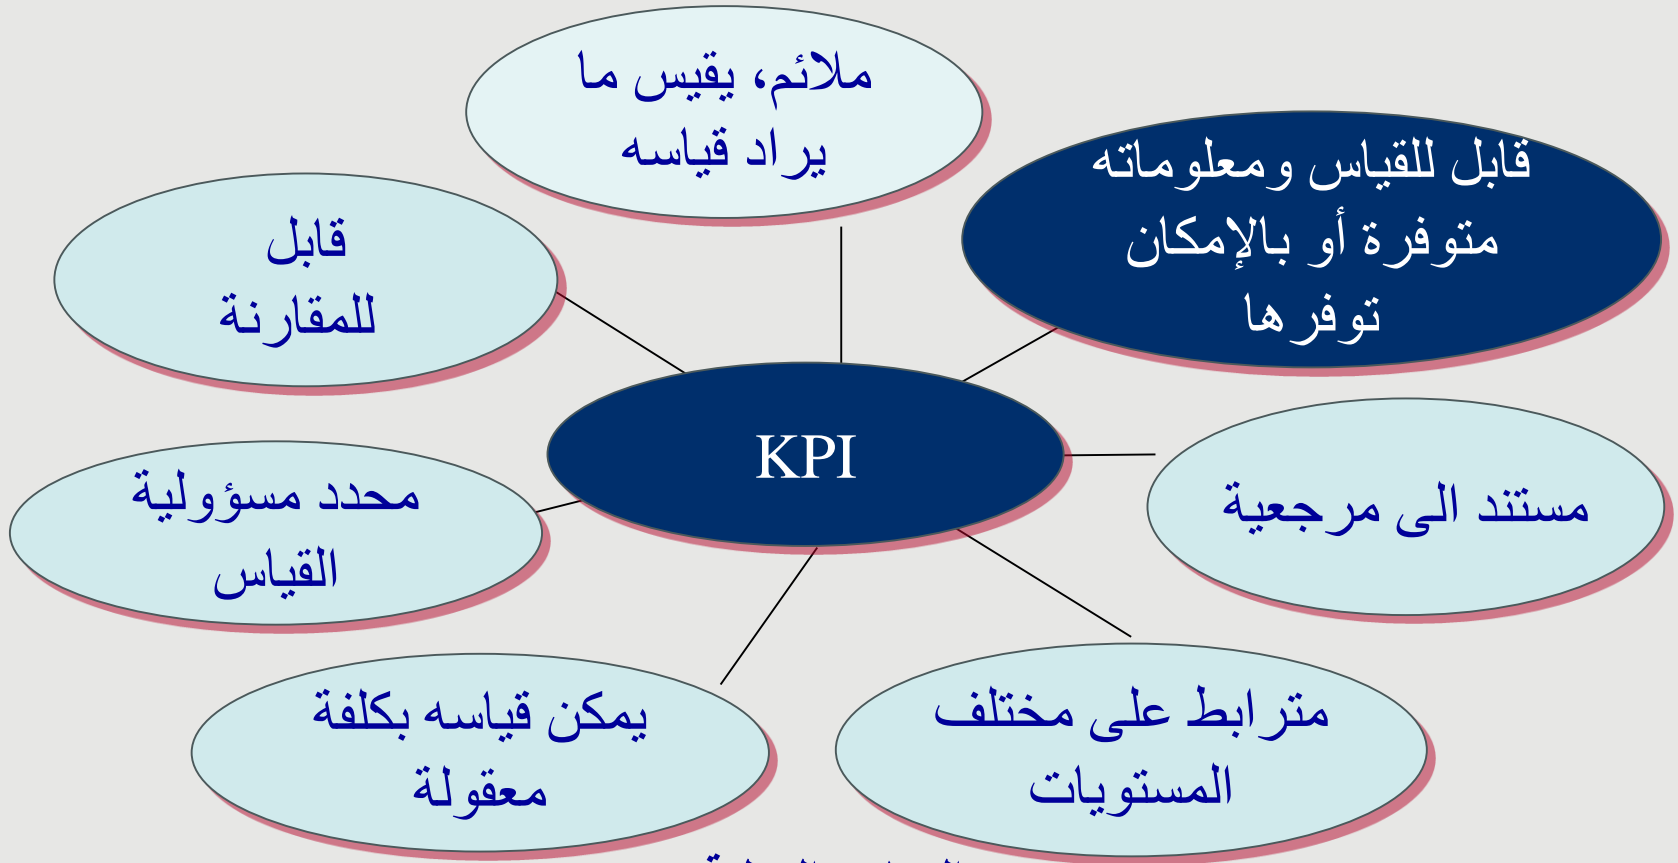 ملائم، يقيس ما
يراد قياسه
قابل للقياس ومعلوماته
متوفرة أو بالإمكان
توفرها
قابل
للمقارنة
KPI
مستند الى مرجعية
محدد مسؤولية
القياس
مترابط على مختلف
المستويات
يمكن قياسه بكلفة
معقولة